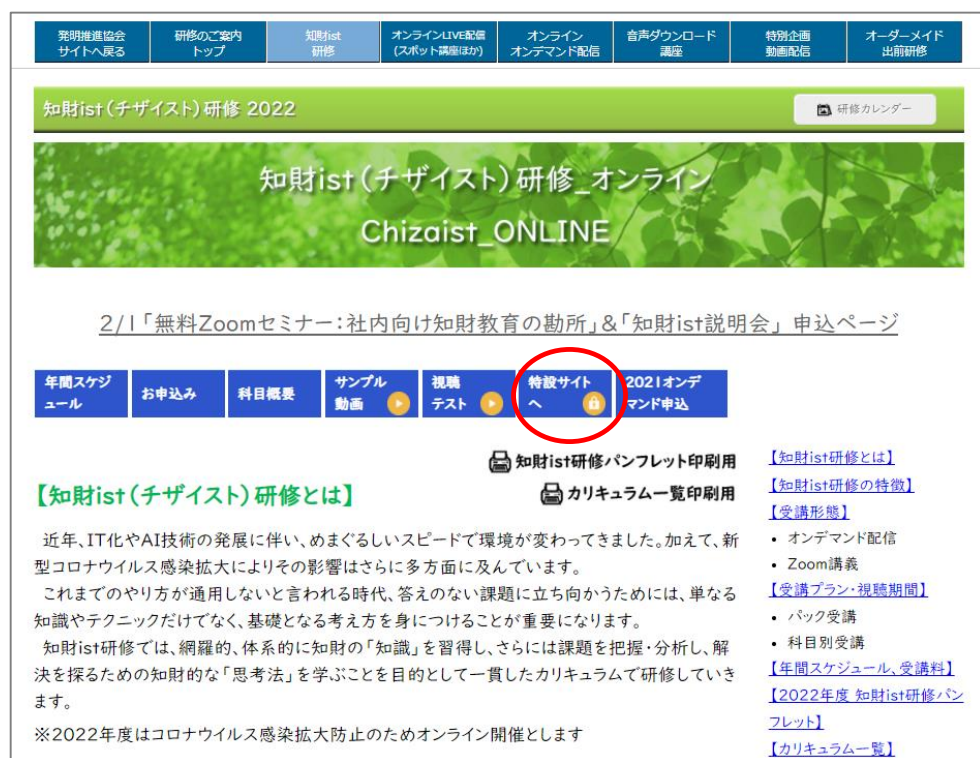 発明推進協会
サイトへ戻る
研修のご案内
トップ
知財ist
研修
オンラインLIVE配信
(スポット講座ほか)
オンライン
オンデマンド配信
音声ダウンロード
講座
特別企画
動画配信
オーダーメイド
出前研修
知財ist(チザイスト)研修 2022
研修カレンダー
知財ist(チザイスト)研修_オンライン
Chizaist_ONLINE
2/1「無料Zoomセミナー:社内向け知財教育の勘所」&「知財ist説明会」 申込ページ
年間スケジ
ュール
お申込み
科目概要
サンプル
動画
視聴
テスト
特設サイト
へ
2021オンデ
マンド申込
知財ist研修パンフレット印刷用
カリキュラム一覧印刷用
【知財ist(チザイスト)研修とは】
近年、IT化やAI技術の発展に伴い、めまぐるしいスピードで環境が変わってきました。加えて、新
型コロナウイルス感染拡大によりその影響はさらに多方面に及んでいます。
これまでのやり方が通用しないと言われる時代、答えのない課題に立ち向かうためには、単なる
知識やテクニックだけでなく、基礎となる考え方を身につけることが重要になります。
知財ist研修では、網羅的、体系的に知財の「知識」を習得し、さらには課題を把握・分析し、解
決を探るための知財的な「思考法」を学ぶことを目的として一貫したカリキュラムで研修していき
ます。
※2022年度はコロナウイルス感染拡大防止のためオンライン開催とします
【知財ist研修とは】
【知財ist研修の特徴】
【受講形態】
• オンデマンド配信
• Zoom講義
【受講プラン・視聴期間】
• パック受講
• 科目別受講
【年間スケジュール、受講料】
【2022年度 知財ist研修パン
フレット】
【カリキュラム一覧】